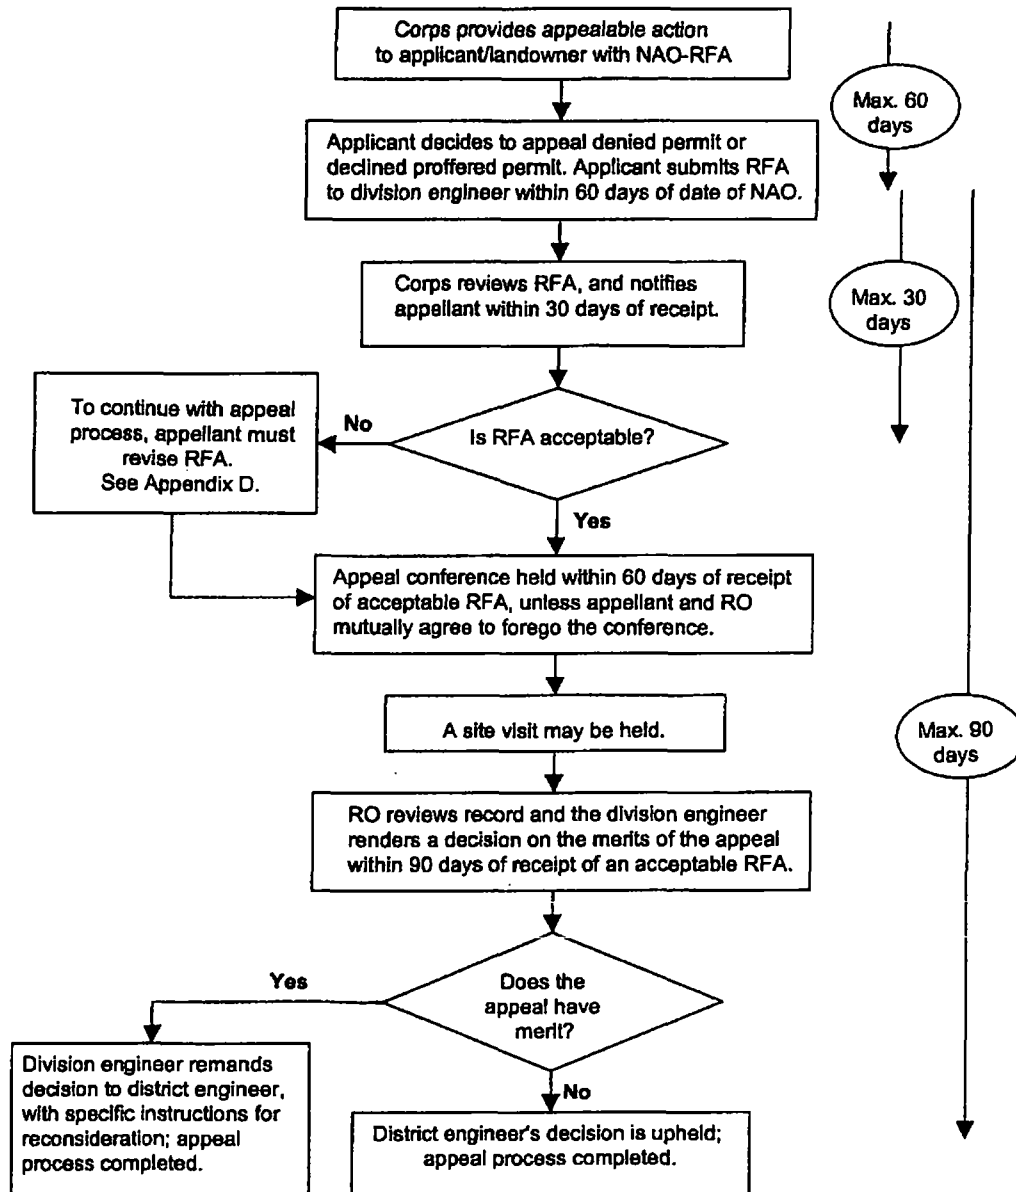 Corps provides appealable action
to applicant/landowner with NAO-RFA
Max. 60
days
Applicant decides to appeal denied permit or
declined proffered permit. Applicant submits RFA
to division engineer within 60 days of date of NAO.
Corps reviews RFA, and notifies
appellant within 30 days of receipt.
Max. 30
days
To continue with appeal
process, appellant must
revise RFA.
See Appendix D.
No
Is RFA acceptable?
Yes
Appeal conference held within 60 days of receipt
of acceptable RFA, unless appellant and RO
mutually agree to forego the conference.
A site visit may be held.
Max. 90
days
RO reviews record and the division engineer
renders a decision on the merits of the appeal
within 90 days of receipt of an acceptable RFA.
Yes
Does the
appeal have
merit?
No
Division engineer remands
decision to district engineer,
with specific instructions for
reconsideration; appeal
process completed.
District engineer's decision is upheld;
appeal process completed.